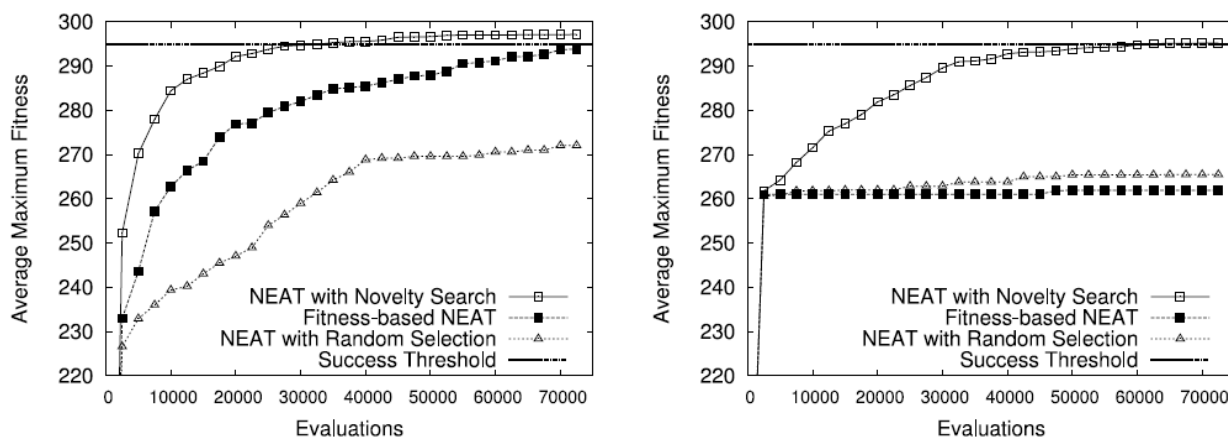 300
290
280
270
260
250
240
230
220
Average Maximum Fitness
NEAT with Novelty Search
Fitness-based NEAT
NEAT with Random Selection
Success Threshold
0 10000 20000 30000 40000 50000 60000 70000
Evaluations
300
290
280
270
260
250
240
230
220
Average Maximum Fitness
NEAT with Novelty Search
Fitness-based NEAT
NEAT with Random Selection
Success Threshold
0 10000 20000 30000 40000 50000 60000 70000
Evaluations